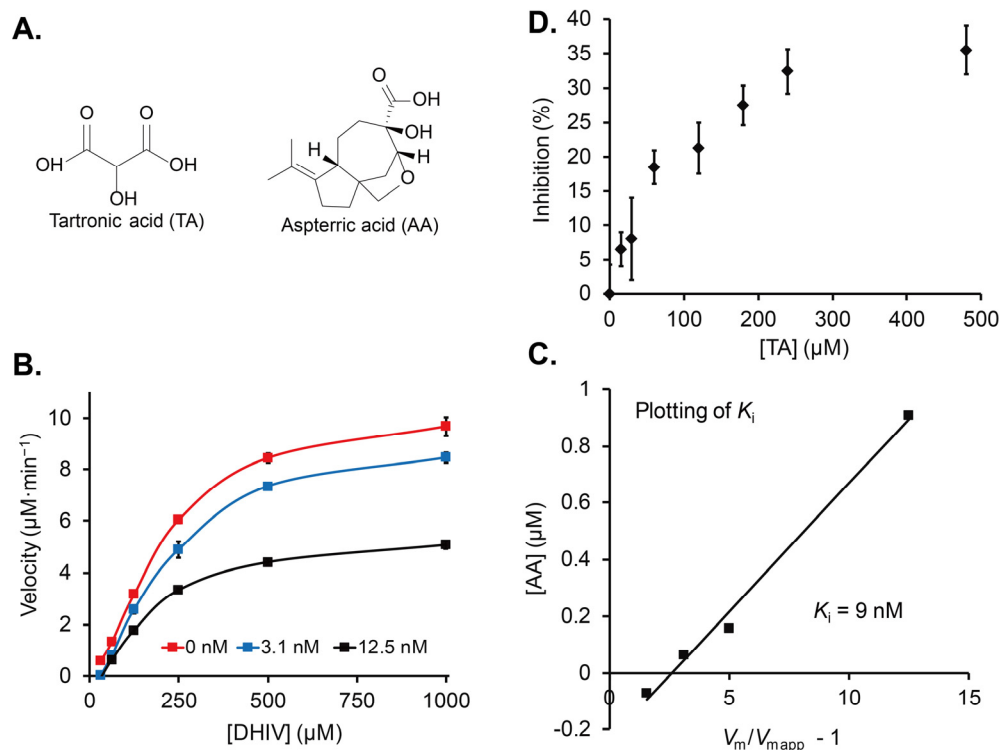 A.
O
O
OH
OH
OH
Tartronic acid (TA)
O
OH
OH
H
H
O
Aspterric acid (AA)
D.
Inhibition (%)
40
35
30
25
20
15
10
5
0
0 100 200 300 400 500
[TA] (µM)
B.
Velocity (µM·min⁻¹)
10
8
6
4
2
0
0 nM 3.1 nM 12.5 nM
0 250 500 750 1000
[DHIV] (µM)
C.
[AA] (µM)
1
0.8
0.6
0.4
0.2
0
-0.2
Plotting of Ki
Ki = 9 nM
0 5 10 15
Vm/Vmapp - 1